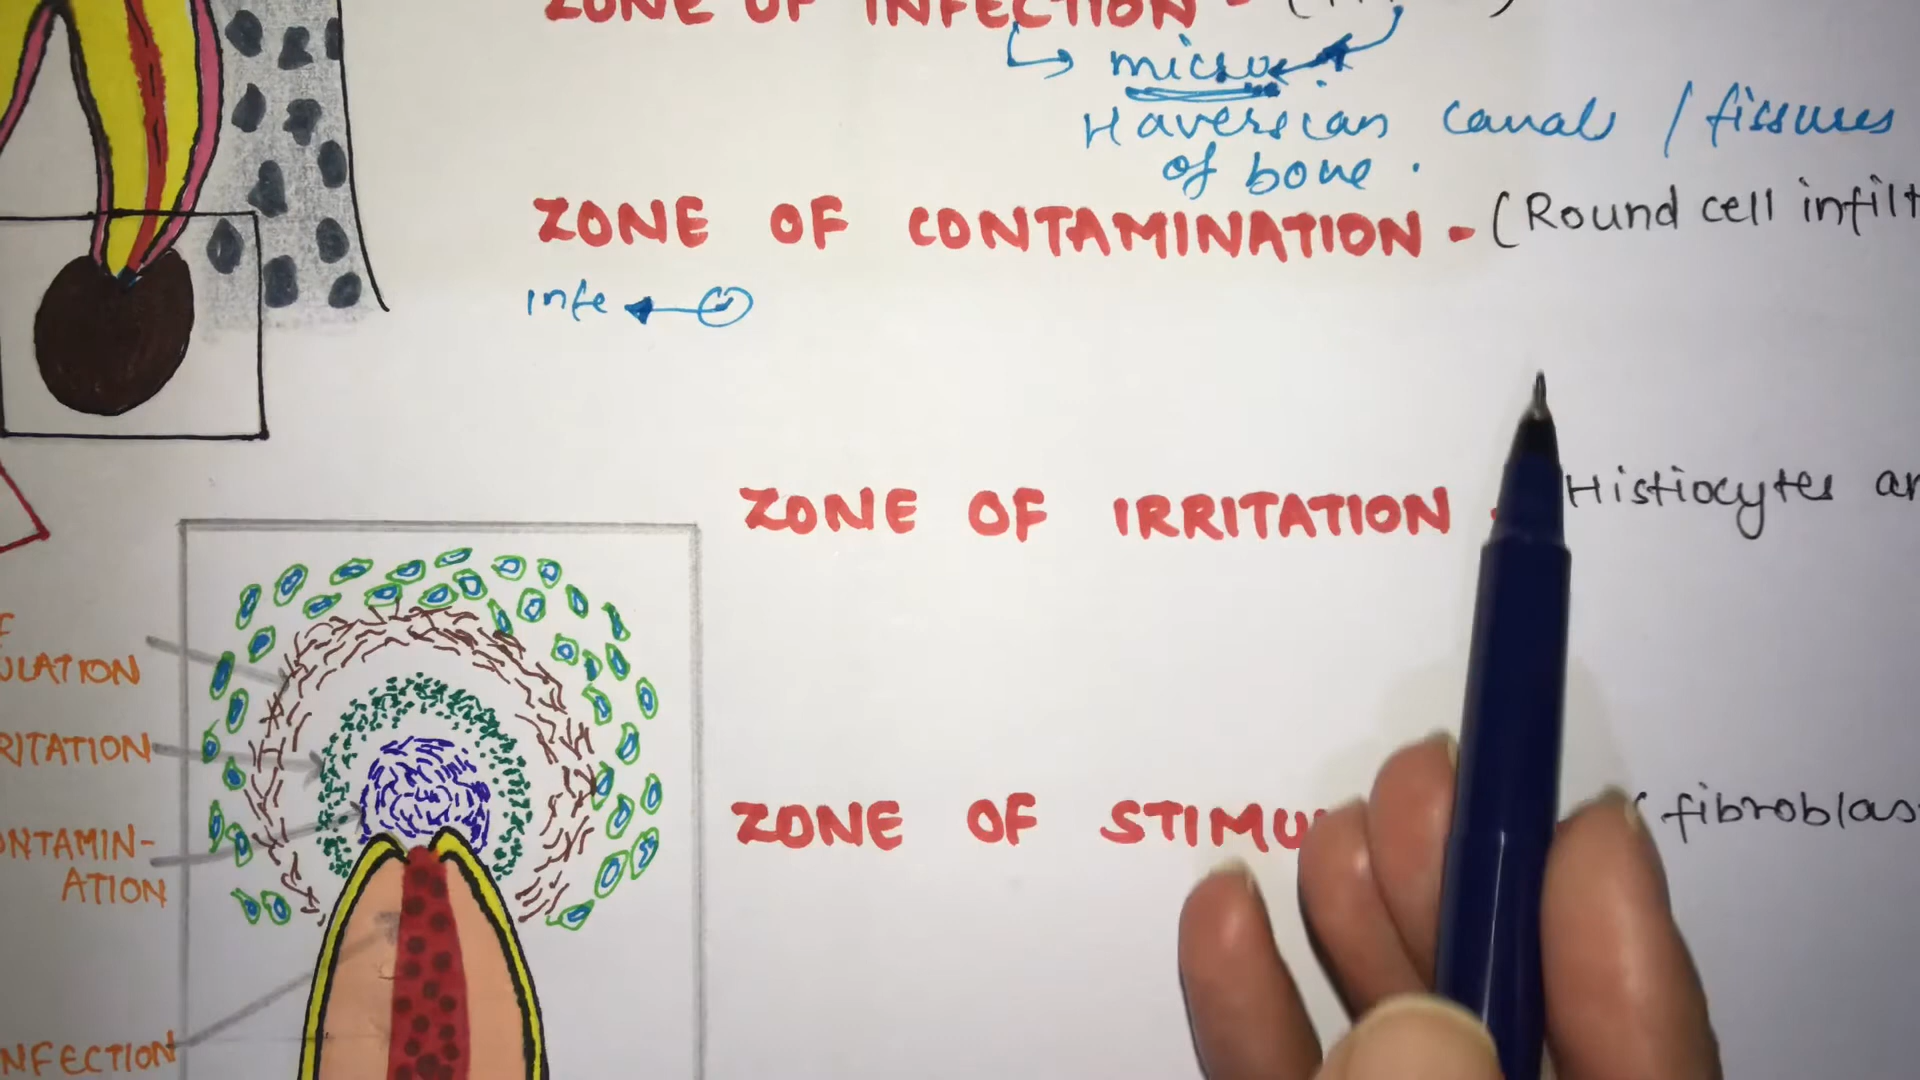 ZONE OF INFECTION - (
micro
Haversian canal / fissures
of bone.
ZONE OF CONTAMINATION - (Round cell infilt
infe
ZONE OF IRRITATION - Histiocytes an
ZONE OF STIMU (fibroblas
ULATION
RITATION
ONTAMIN-
ATION
NFECTION